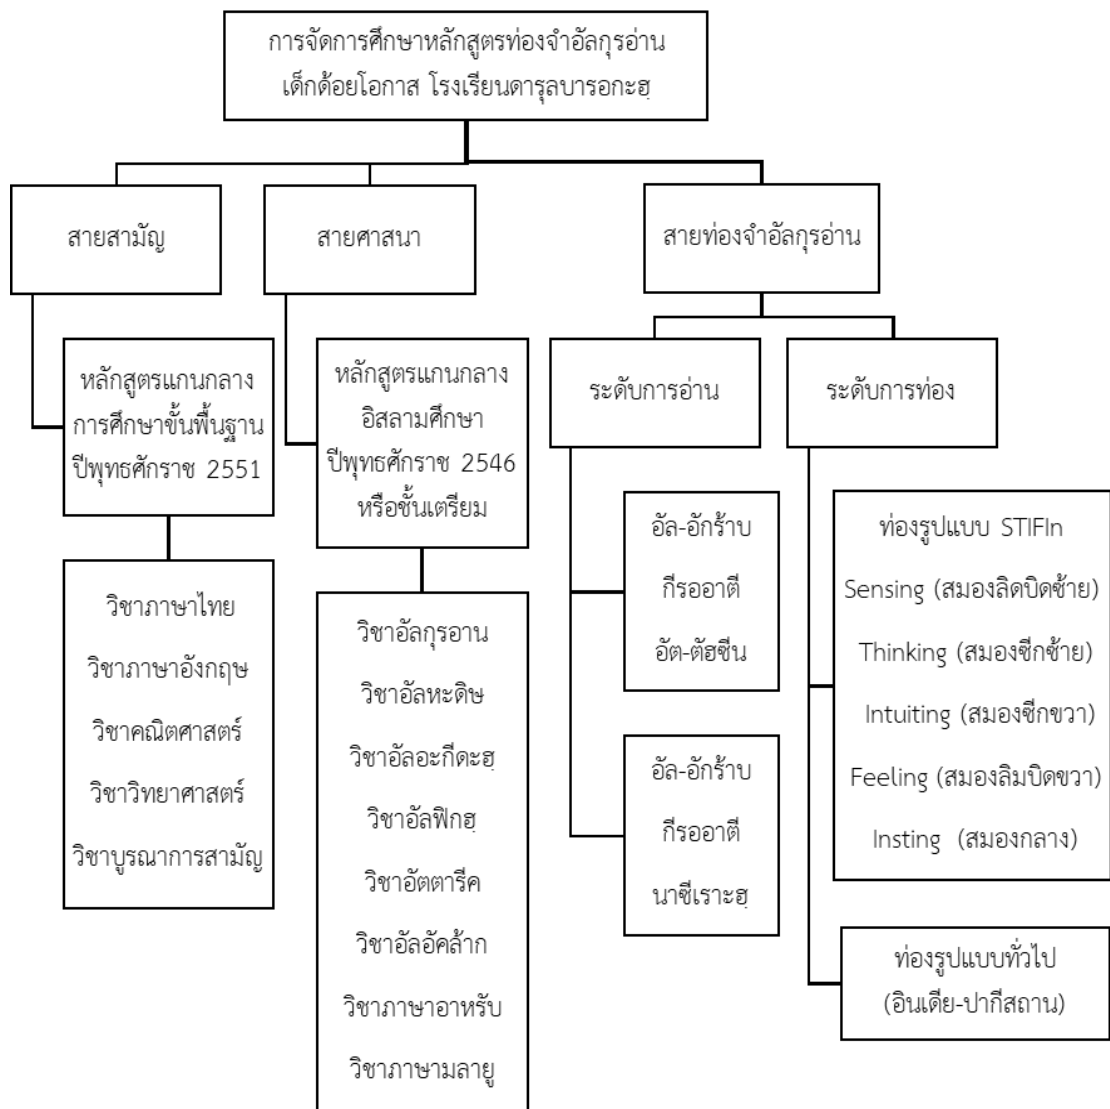 การจัดการศึกษาหลักสูตรท่องจำอัลกุรอ่าน
เด็กด้อยโอกาส โรงเรียนดารุลบารอกะฮฺ
สายสามัญ
สายศาสนา
สายท่องจำอัลกุรอ่าน
หลักสูตรแกนกลาง
การศึกษาขั้นพื้นฐาน
ปีพุทธศักราช 2551
หลักสูตรแกนกลาง
อิสลามศึกษา
ปีพุทธศักราช 2546
หรือชั้นเตรียม
ระดับการอ่าน
ระดับการท่อง
วิชาภาษาไทย
วิชาภาษาอังกฤษ
วิชาคณิตศาสตร์
วิชาวิทยาศาสตร์
วิชาบูรณาการสามัญ
วิชาอัลกุรอาน
วิชาอัลหะดิษ
วิชาอัลอะกีดะฮฺ
วิชาอัลฟิกฮฺ
วิชาอัตตารีค
วิชาอัลอัคล้าก
วิชาภาษาอาหรับ
วิชาภาษามลายู
อัล-อักร้าบ
กีรออาตี
อัต-ตัฮซีน
อัล-อักร้าบ
กีรออาตี
นาซีเราะฮฺ
ท่องรูปแบบ STIFIn
Sensing (สมองลิดบิดซ้าย)
Thinking (สมองซีกซ้าย)
Intuiting (สมองซีกขวา)
Feeling (สมองลิมบิดขวา)
Insting (สมองกลาง)
ท่องรูปแบบทั่วไป
(อินเดีย-ปากีสถาน)